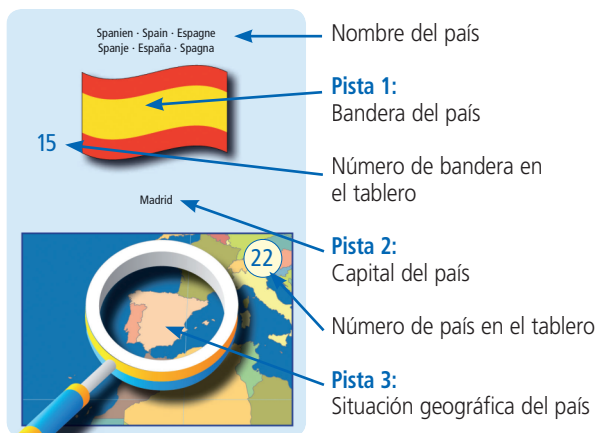 Spanien · Spain · Espagne
Spanje · España · Spagna
Nombre del país
Pista 1:
Bandera del país
15
Número de bandera en
el tablero
Madrid
Pista 2:
Capital del país
22
Número de país en el tablero
Pista 3:
Situación geográfica del país